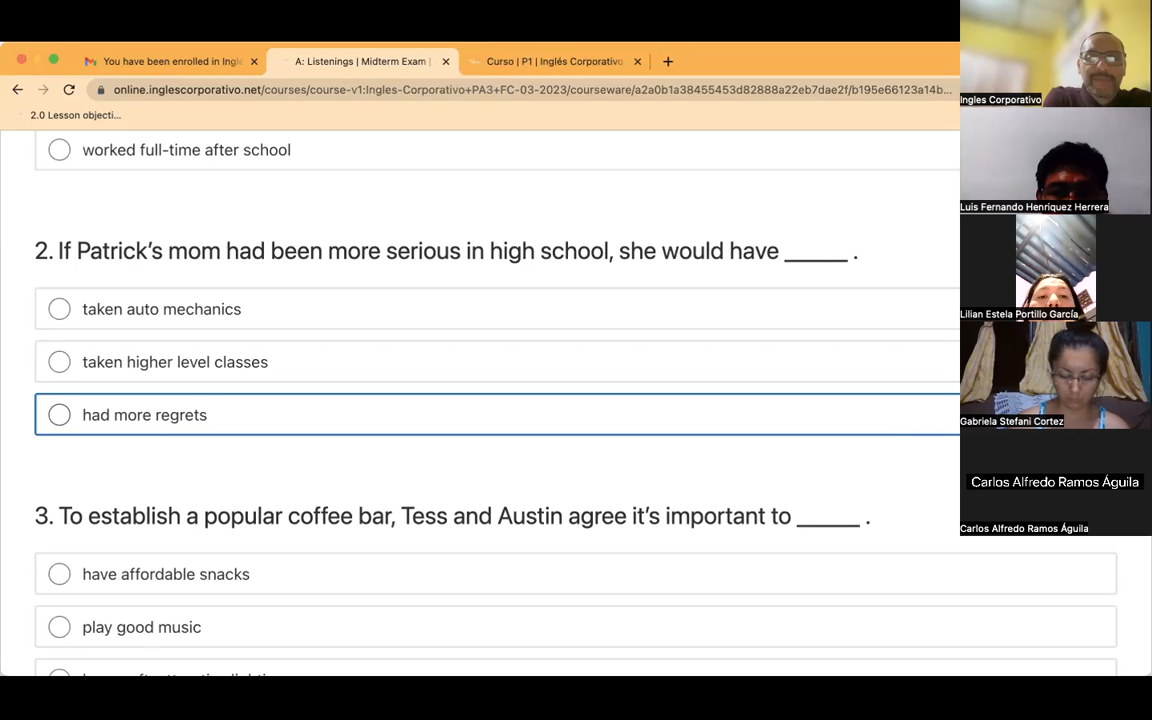 You have been enrolled in Ingl
A: Listenings | Midterm Exam |
Curso | P1 | Inglés Corporativo
online.inglescorporativo.net/courses/course-v1:Ingles-Corporativo+PA3+FC-03-2023/courseware/a2a0b1a38455453d82888a22eb7dae2f/b195e66123a14b...
2.0 Lesson objecti...
worked full-time after school
2. If Patrick’s mom had been more serious in high school, she would have ______ .
taken auto mechanics
taken higher level classes
had more regrets
3. To establish a popular coffee bar, Tess and Austin agree it’s important to ______ .
have affordable snacks
play good music
Ingles Corporativo
Luis Fernando Henriquez Herrera
Lilian Estela Portillo García
Gabriela Stefani Cortez
Carlos Alfredo Ramos Águila
Carlos Alfredo Ramos Águila